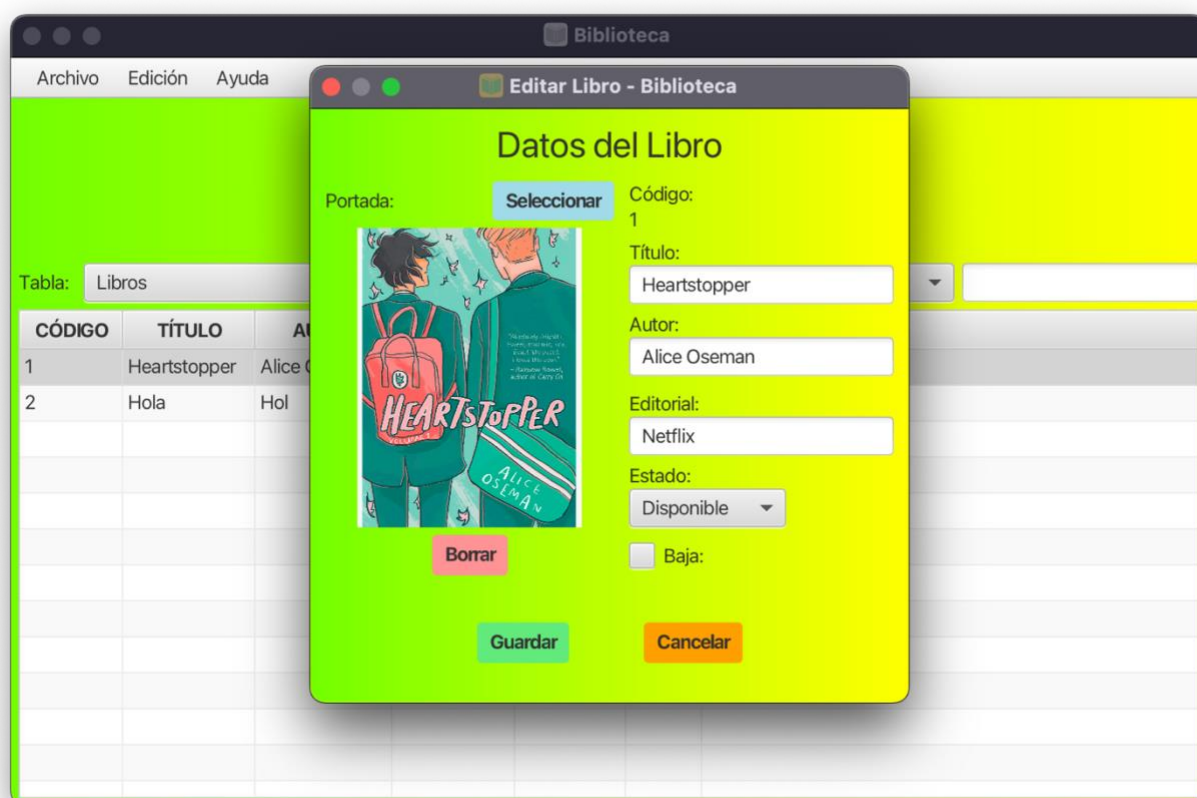 Biblioteca
Archivo Edición Ayuda
Editar Libro - Biblioteca
Datos del Libro
Portada:
Seleccionar
Código:
1
Título:
Heartstopper
Autor:
Alice Oseman
Editorial:
Netflix
Estado:
Disponible
Baja:
HEARTSTOPPER
VOLUME 1
ALICE
OSEMAN
Borrar
Guardar
Cancelar
Tabla: Libros
CÓDIGO TÍTULO
1 Heartstopper Alice
2 Hola Hol